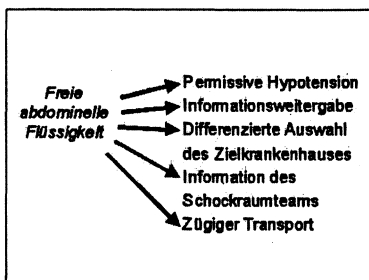 Freie
abdominelle
Flüssigkeit
Permissive Hypotension
Informationsweitergabe
Differenzierte Auswahl
des Zielkrankenhauses
Information des
Schockraumteams
Zügiger Transport